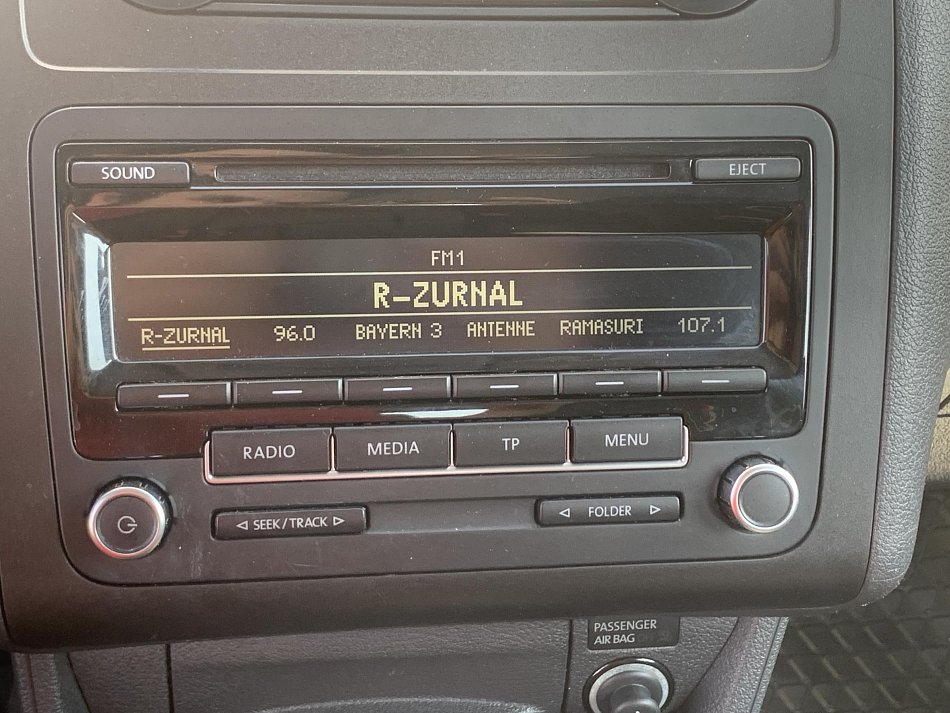 SOUND EJECT
FM1
R-ZURNAL
R-ZURNAL 96.0 BAYERN 3 ANTENNE RAMASURI 107.1
RADIO MEDIA TP MENU
SEEK/TRACK FOLDER
PASSENGER
AIR BAG